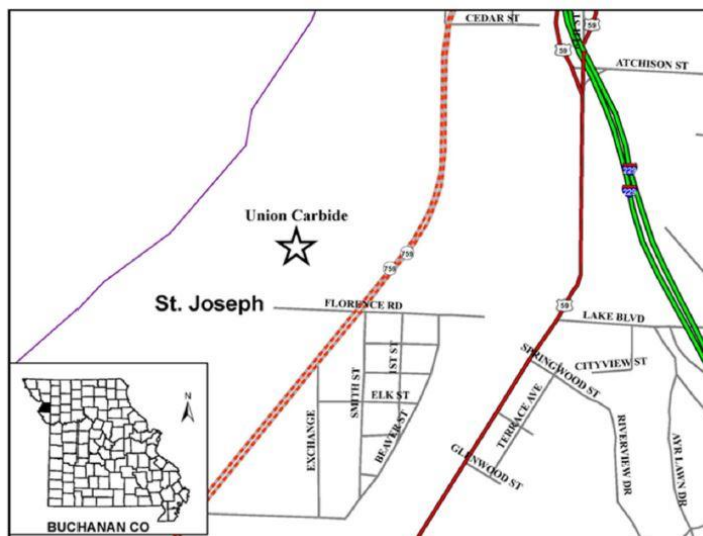 CEDAR ST
59
59
ATCHISON ST
229
229
Union Carbide
759
759
St. Joseph
FLORENCE RD
59
LAKE BLVD
SMITH ST
1ST ST
SPRINGWOOD ST
CITYVIEW ST
N
EXCHANGE
ELK ST
BEAVER ST
TERRACE AVE
RIVERVIEW DR
AYR LAWN DR
GLENWOOD ST
BUCHANAN CO